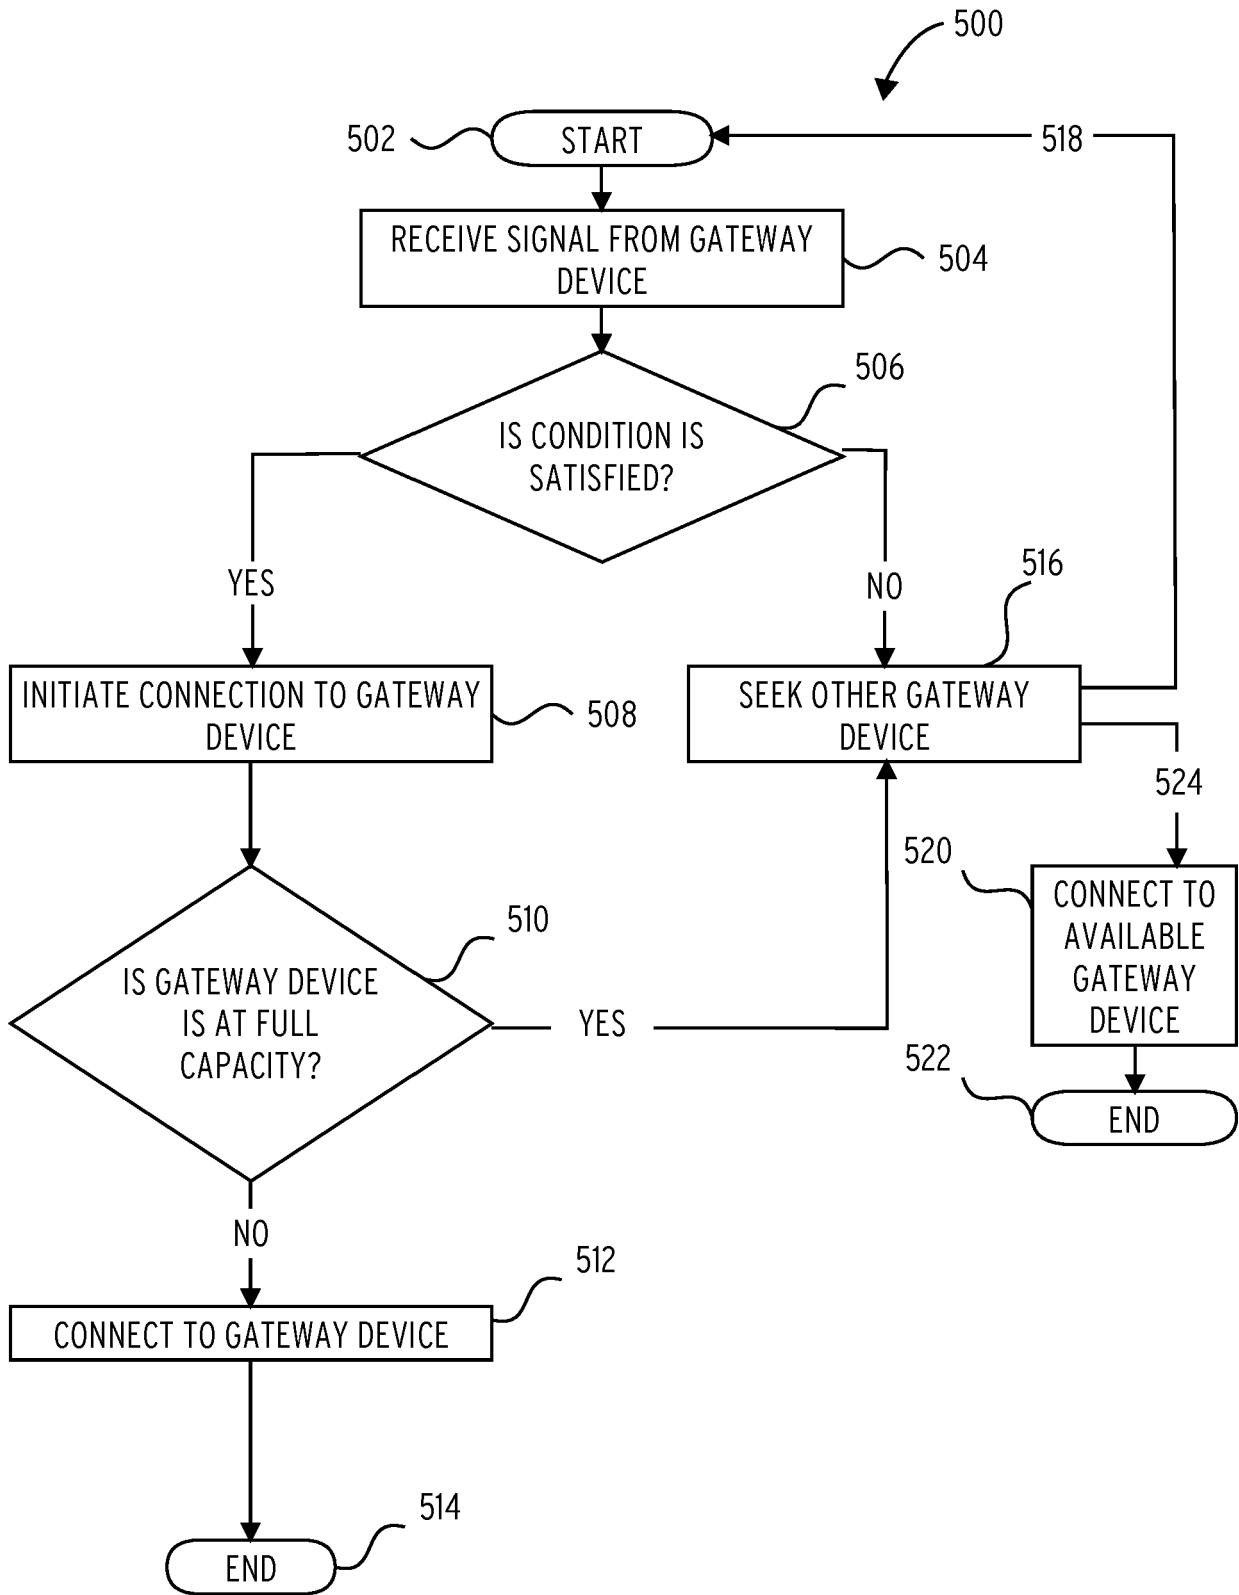 500
502
START
518
RECEIVE SIGNAL FROM GATEWAY
DEVICE
504
506
IS CONDITION IS
SATISFIED?
YES
NO
516
INITIATE CONNECTION TO GATEWAY
DEVICE
508
SEEK OTHER GATEWAY
DEVICE
524
520
CONNECT TO
AVAILABLE
GATEWAY
DEVICE
510
IS GATEWAY DEVICE
IS AT FULL
CAPACITY?
YES
522
END
NO
512
CONNECT TO GATEWAY DEVICE
514
END